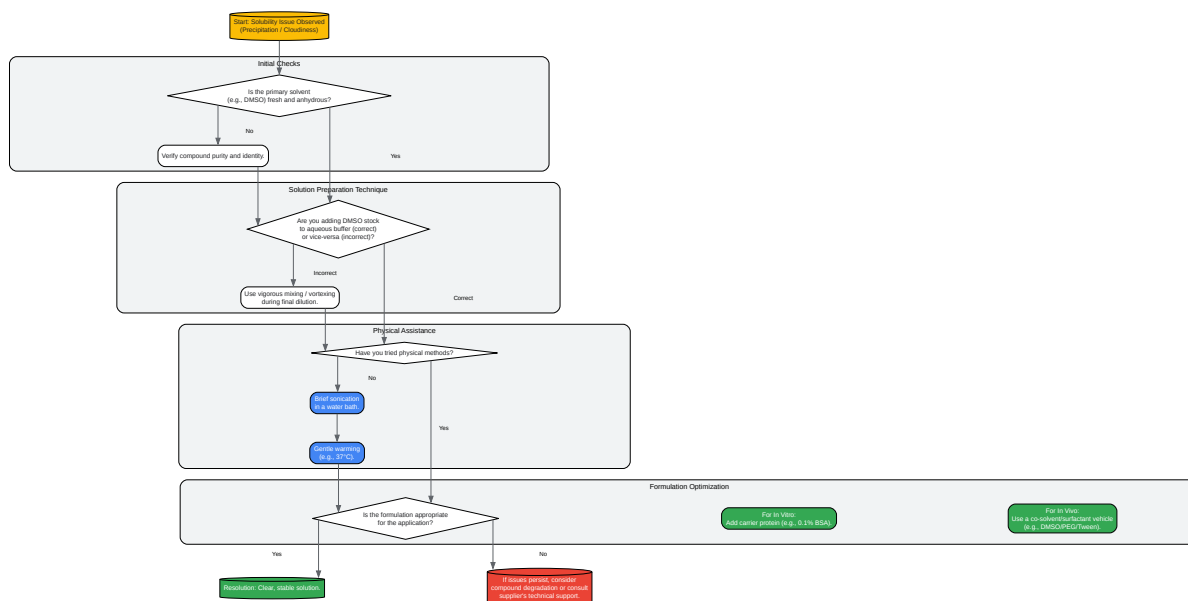 Start: Solubility Issue Observed
(Precipitation / Cloudiness)
Initial Checks
Is the primary solvent
(e.g., DMSO) fresh and anhydrous?
No
Yes
Verify compound purity and identity.
Solution Preparation Technique
Are you adding DMSO stock
to aqueous buffer (correct)
or vice-versa (incorrect)?
Incorrect
Correct
Use vigorous mixing / vortexing
during final dilution.
Physical Assistance
Have you tried physical methods?
No
Brief sonication
in a water bath.
Yes
Gentle warming
(e.g., 37°C).
Formulation Optimization
Is the formulation appropriate
for the application?
For In Vitro:
Add carrier protein (e.g., 0.1% BSA).
For In Vivo:
Use a co-solvent/surfactant vehicle
(e.g., DMSO/PEG/Tween).
Yes
No
Resolution: Clear, stable solution.
If issues persist, consider
compound degradation or consult
supplier's technical support.